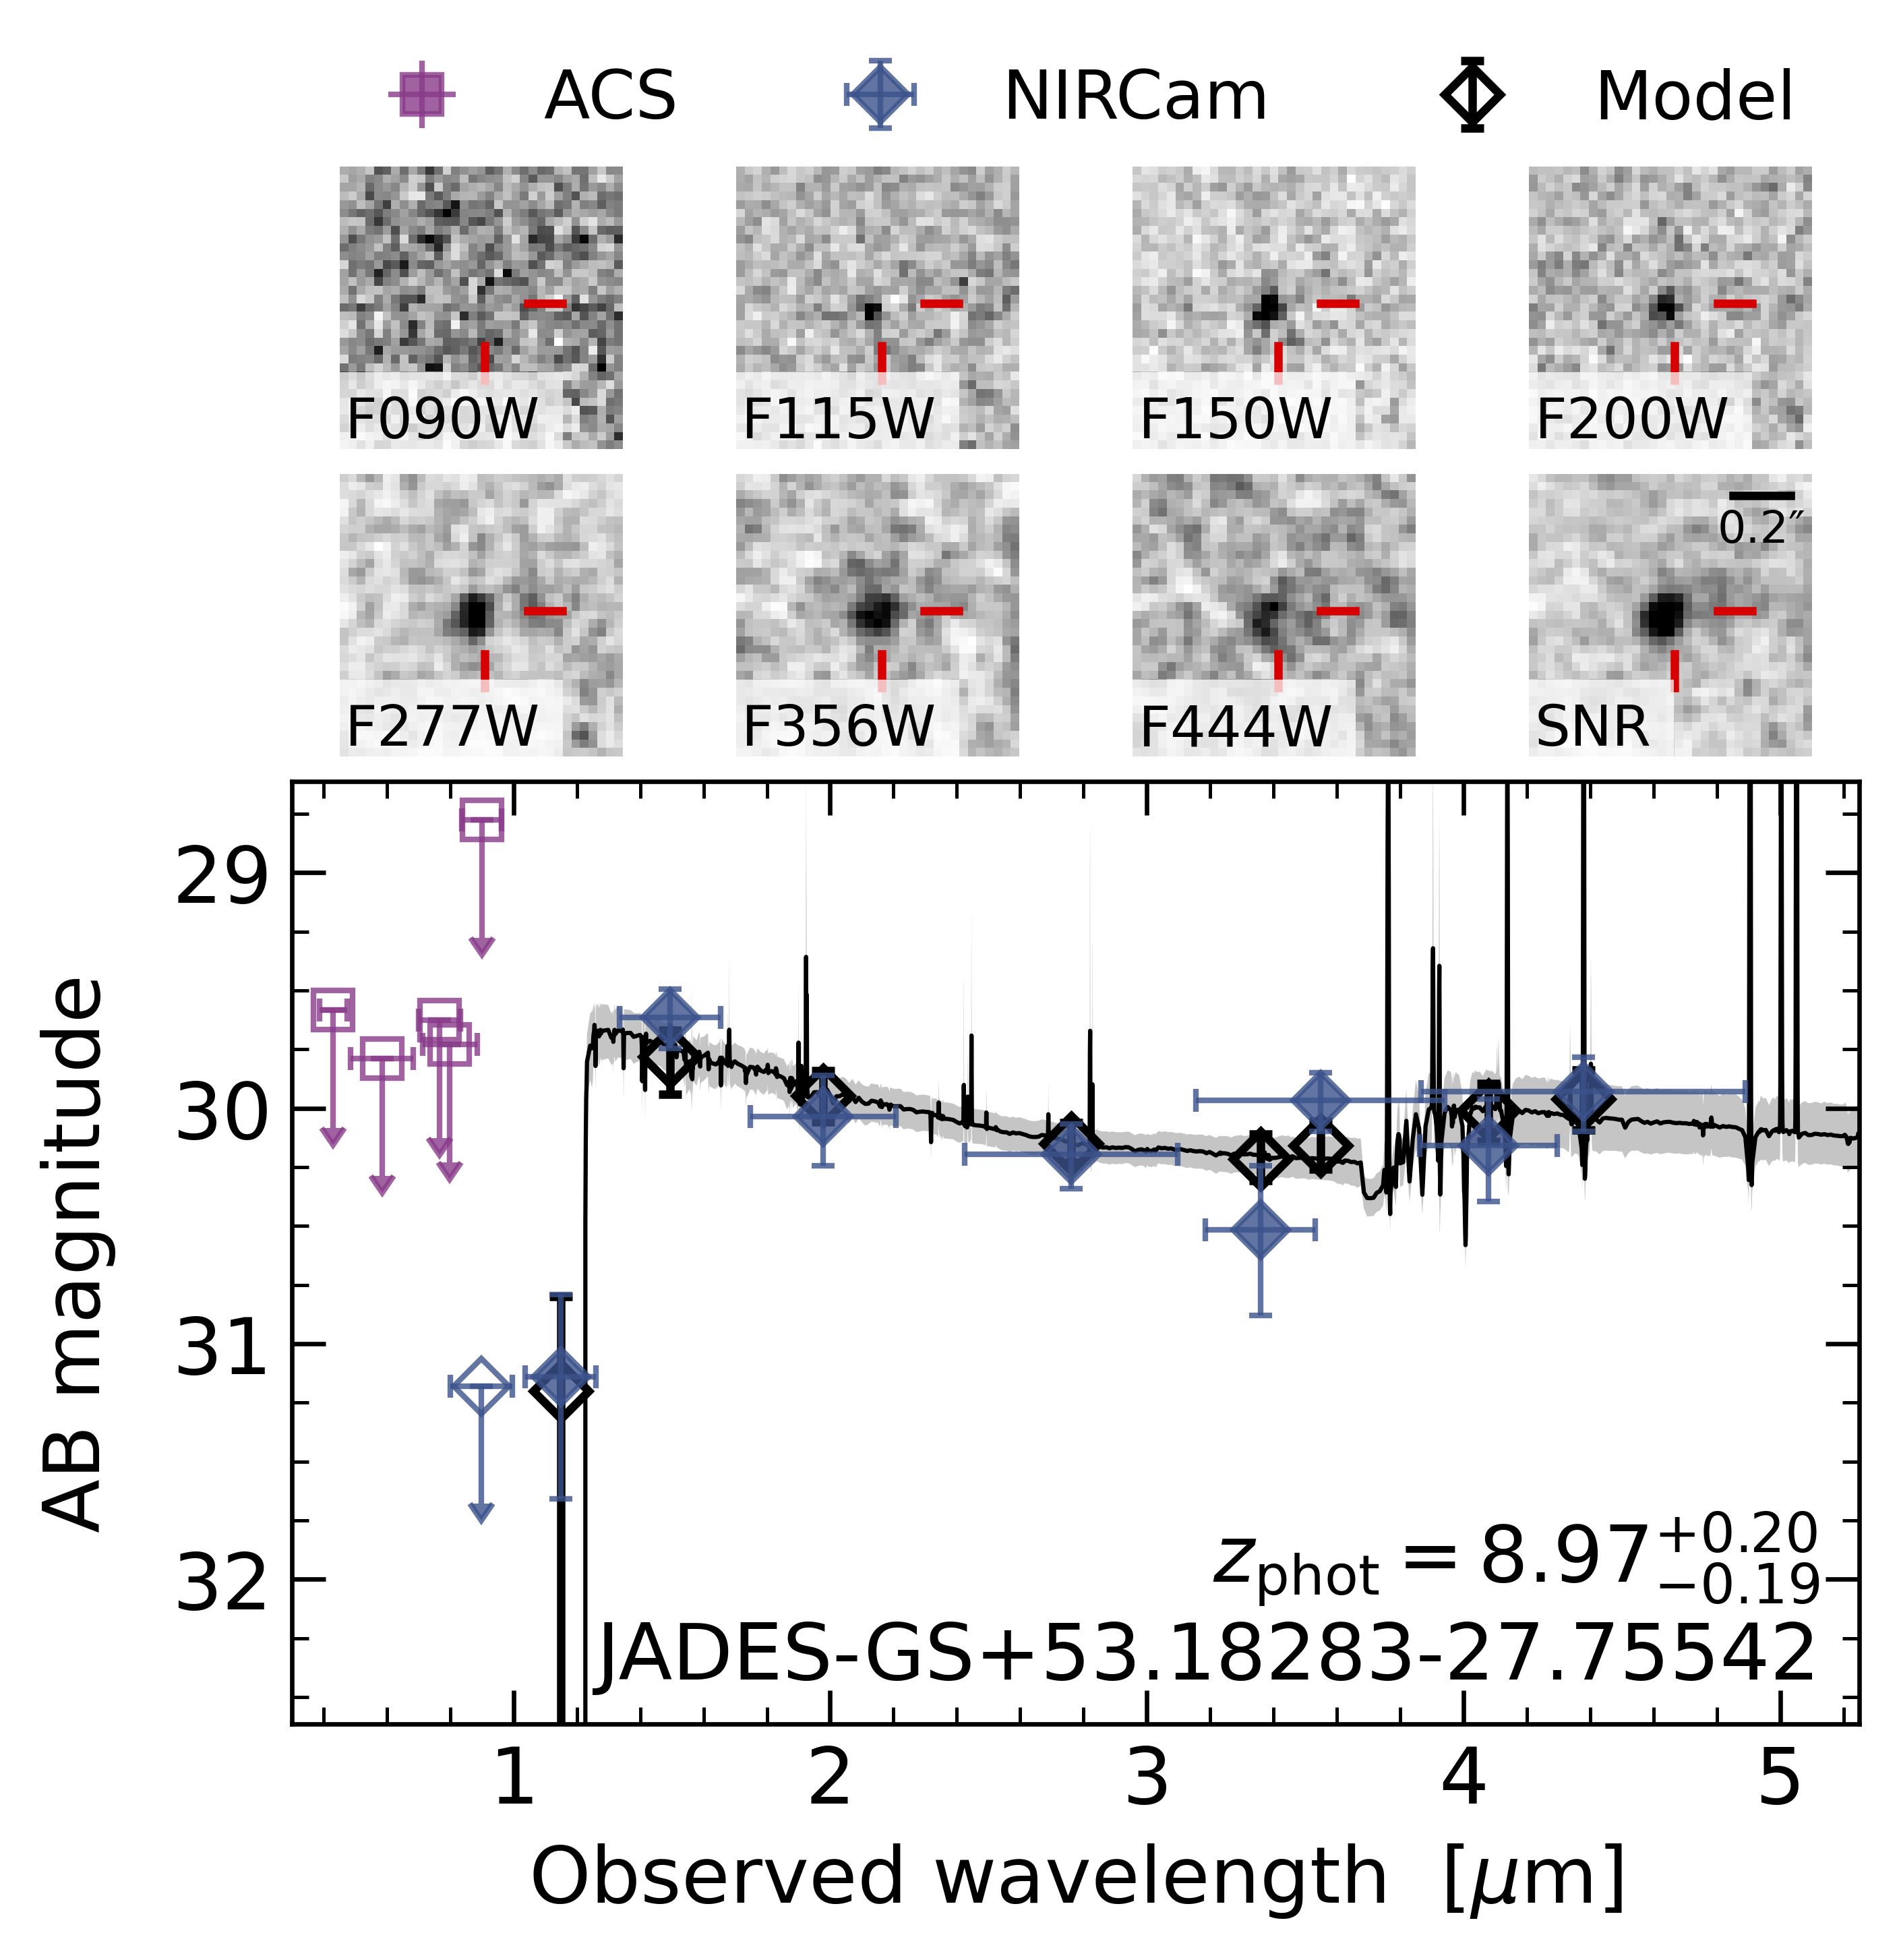 ACS NIRCam Model
F090W F115W F150W F200W
0.2″
F277W F356W F444W SNR
29
30
31
32
AB magnitude
z_phot = 8.97 +0.20 −0.19
JADES-GS+53.18283-27.75542
1 2 3 4 5
Observed wavelength [μm]